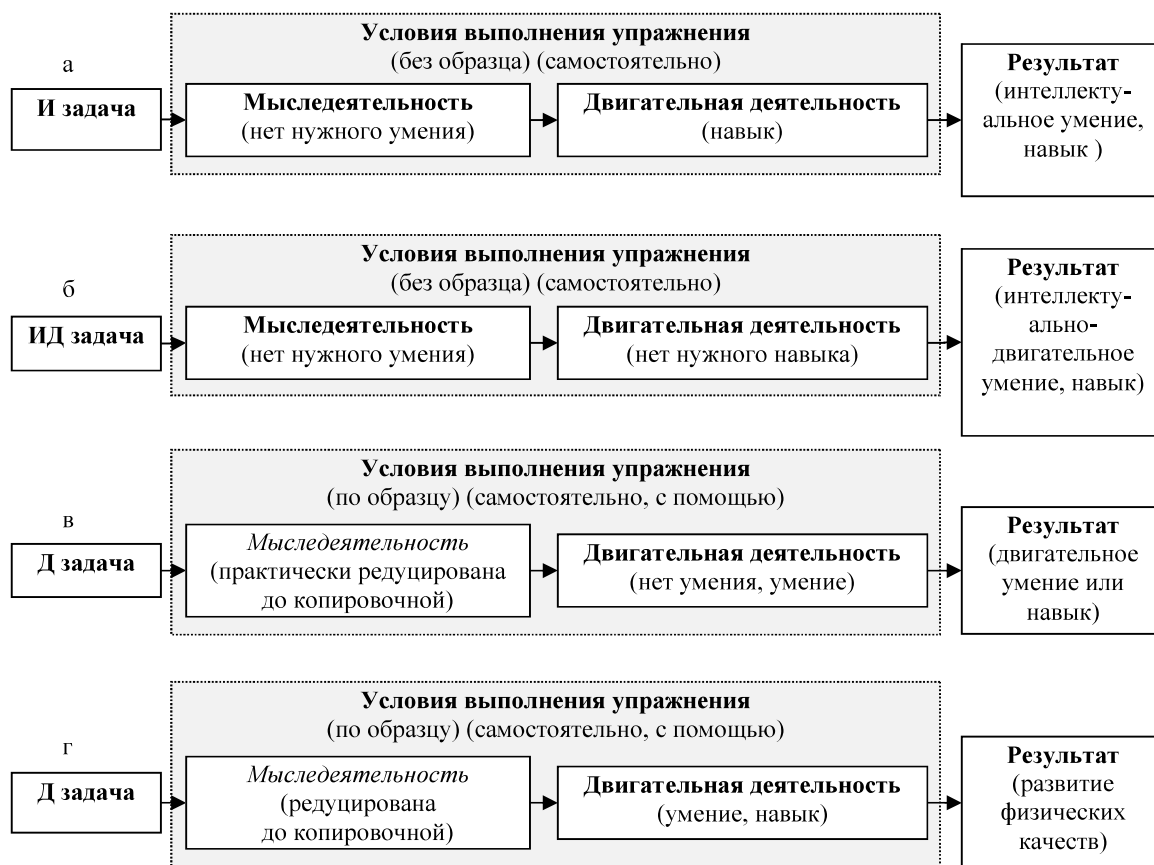 а
И задача
Условия выполнения упражнения
(без образца) (самостоятельно)
Мыследеятельность
(нет нужного умения)
Двигательная деятельность
(навык)
Результат
(интеллекту-
альное умение,
навык )
б
ИД задача
Условия выполнения упражнения
(без образца) (самостоятельно)
Мыследеятельность
(нет нужного умения)
Двигательная деятельность
(нет нужного навыка)
Результат
(интеллекту-
ально-
двигательное
умение, навык)
в
Д задача
Условия выполнения упражнения
(по образцу) (самостоятельно, с помощью)
Мыследеятельность
(практически редуцирована
до копировочной)
Двигательная деятельность
(нет умения, умение)
Результат
(двигательное
умение или
навык)
г
Д задача
Условия выполнения упражнения
(по образцу) (самостоятельно, с помощью)
Мыследеятельность
(редуцирована
до копировочной)
Двигательная деятельность
(умение, навык)
Результат
(развитие
физических
качеств)